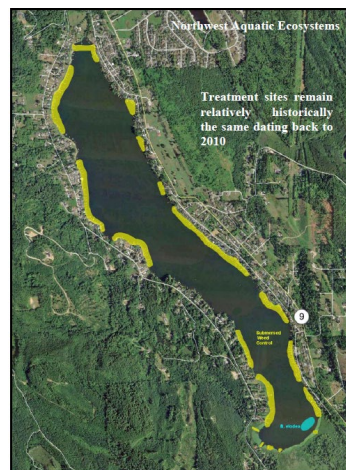 Northwest Aquatic Ecosystems
Treatment sites remain
relatively historically
the same dating back to
2010
9
Submersed
Weed
Control